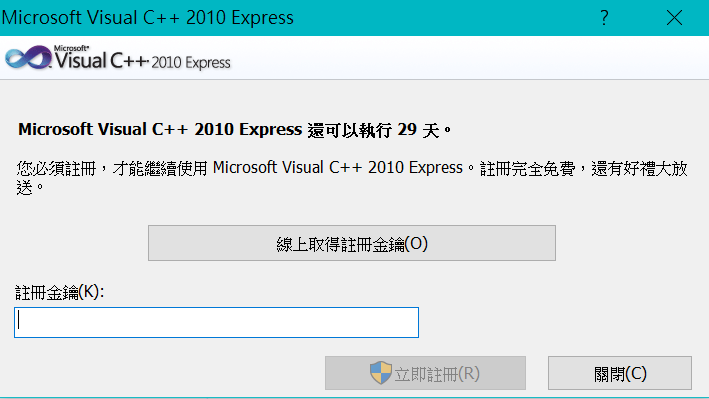 Microsoft Visual C++ 2010 Express
?
Microsoft®
Visual C++ 2010 Express
Microsoft Visual C++ 2010 Express 還可以執行 29 天。
您必須註冊，才能繼續使用 Microsoft Visual C++ 2010 Express。註冊完全免費，還有好禮大放
送。
線上取得註冊金鑰(O)
註冊金鑰(K):
立即註冊(R)
關閉(C)